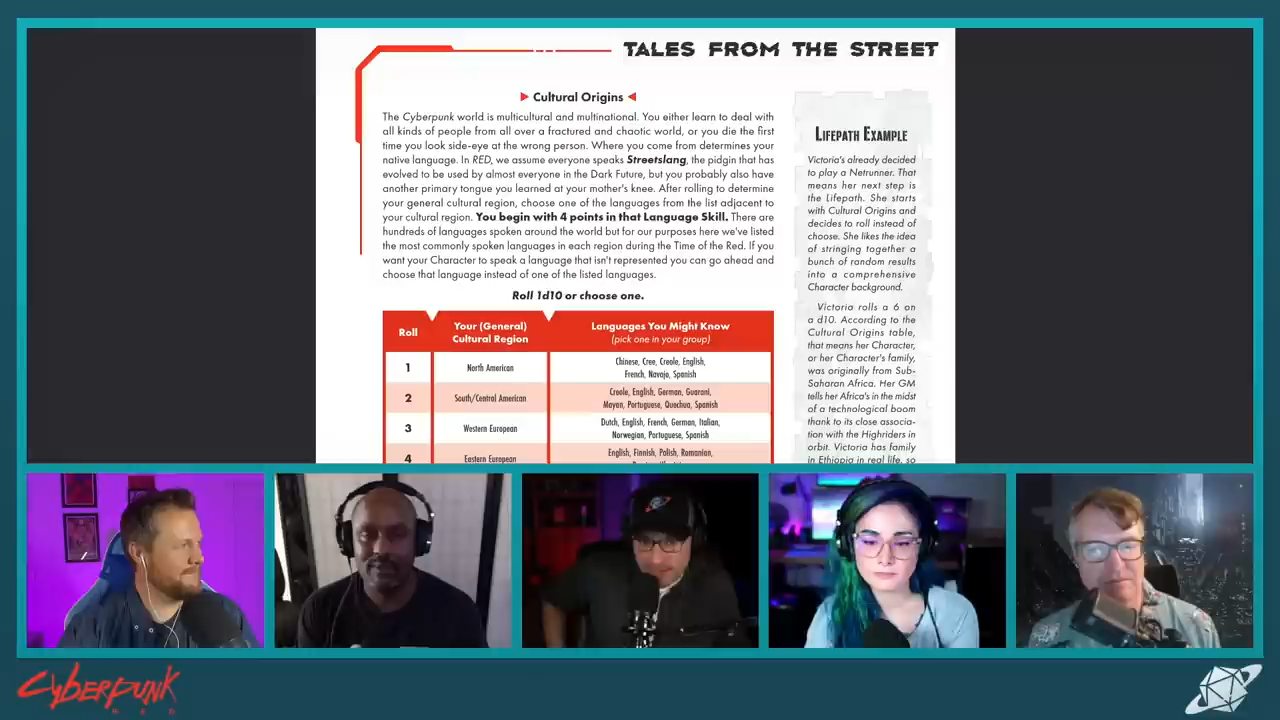 TALES FROM THE STREET
Cultural Origins
The Cyberpunk world is multicultural and multinational. You either learn to deal with
all kinds of people from all over a fractured and chaotic world, or you die the first
time you look side-eye at the wrong person. Where you come from determines your
native language. In RED, we assume everyone speaks Streetslang, the pidgin that has
evolved to be used by almost everyone in the Dark Future, but you probably also have
another primary tongue you learned at your mother's knee. After rolling to determine
your general cultural region, choose one of the languages from the list adjacent to
your cultural region. You begin with 4 points in that Language Skill. There are
hundreds of languages spoken around the world but for our purposes here we've listed
the most commonly spoken languages in each region during the Time of the Red. If you
want your Character to speak a language that isn't represented you can go ahead and
choose that language instead of one of the listed languages.
Roll 1d10 or choose one.
Roll
Your (General)
Cultural Region
Languages You Might Know
(pick one in your group)
1
North American
Chinese, Cree, Creole, English,
French, Navajo, Spanish
2
South/Central American
Creole, English, German, Guarani,
Mayan, Portuguese, Quechua, Spanish
3
Western European
Dutch, English, French, German, Italian,
Norwegian, Portuguese, Spanish
4
Eastern European
English, Finnish, Polish, Romanian,
LIFEPATH EXAMPLE
Victoria's already decided
to play a Netrunner. That
means her next step is
the Lifepath. She starts
with Cultural Origins and
decides to roll instead of
choose. She likes the idea
of stringing together a
bunch of random results
into a comprehensive
Character background.
Victoria rolls a 6 on
a d10. According to the
Cultural Origins table,
that means her Character,
or her Character's family,
was originally from Sub-
Saharan Africa. Her GM
tells her Africa's in the midst
of a technological boom
thank to its close associa-
tion with the Highriders in
orbit. Victoria has family
in Ethiopia in real life, so
Cyberpunk
RED